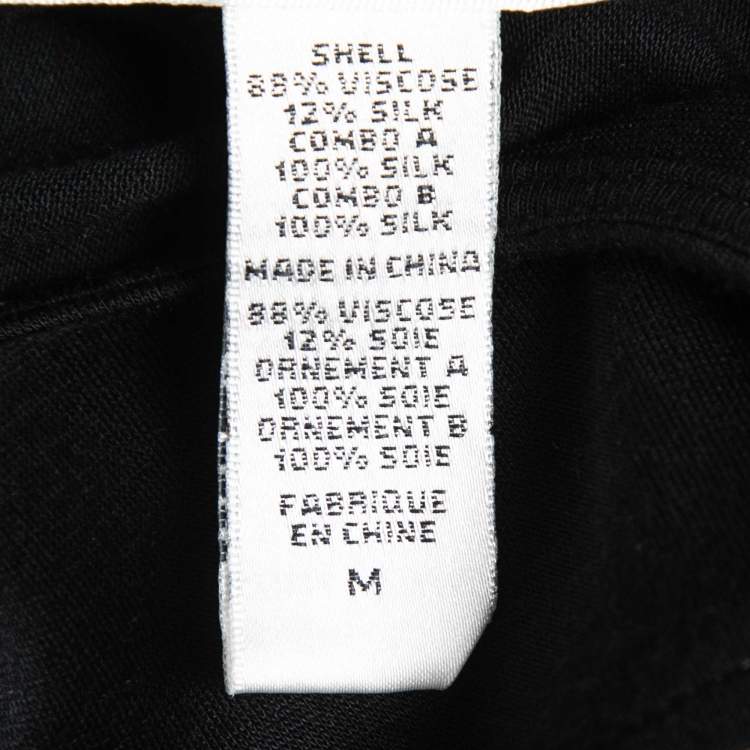 SHELL
88% VISCOSE
12% SILK
COMBO A
100% SILK
COMBO B
100% SILK
MADE IN CHINA
88% VISCOSE
12% SOIE
ORNEMENT A
100% SOIE
ORNEMENT B
100% SOIE
FABRIQUE
EN CHINE
M